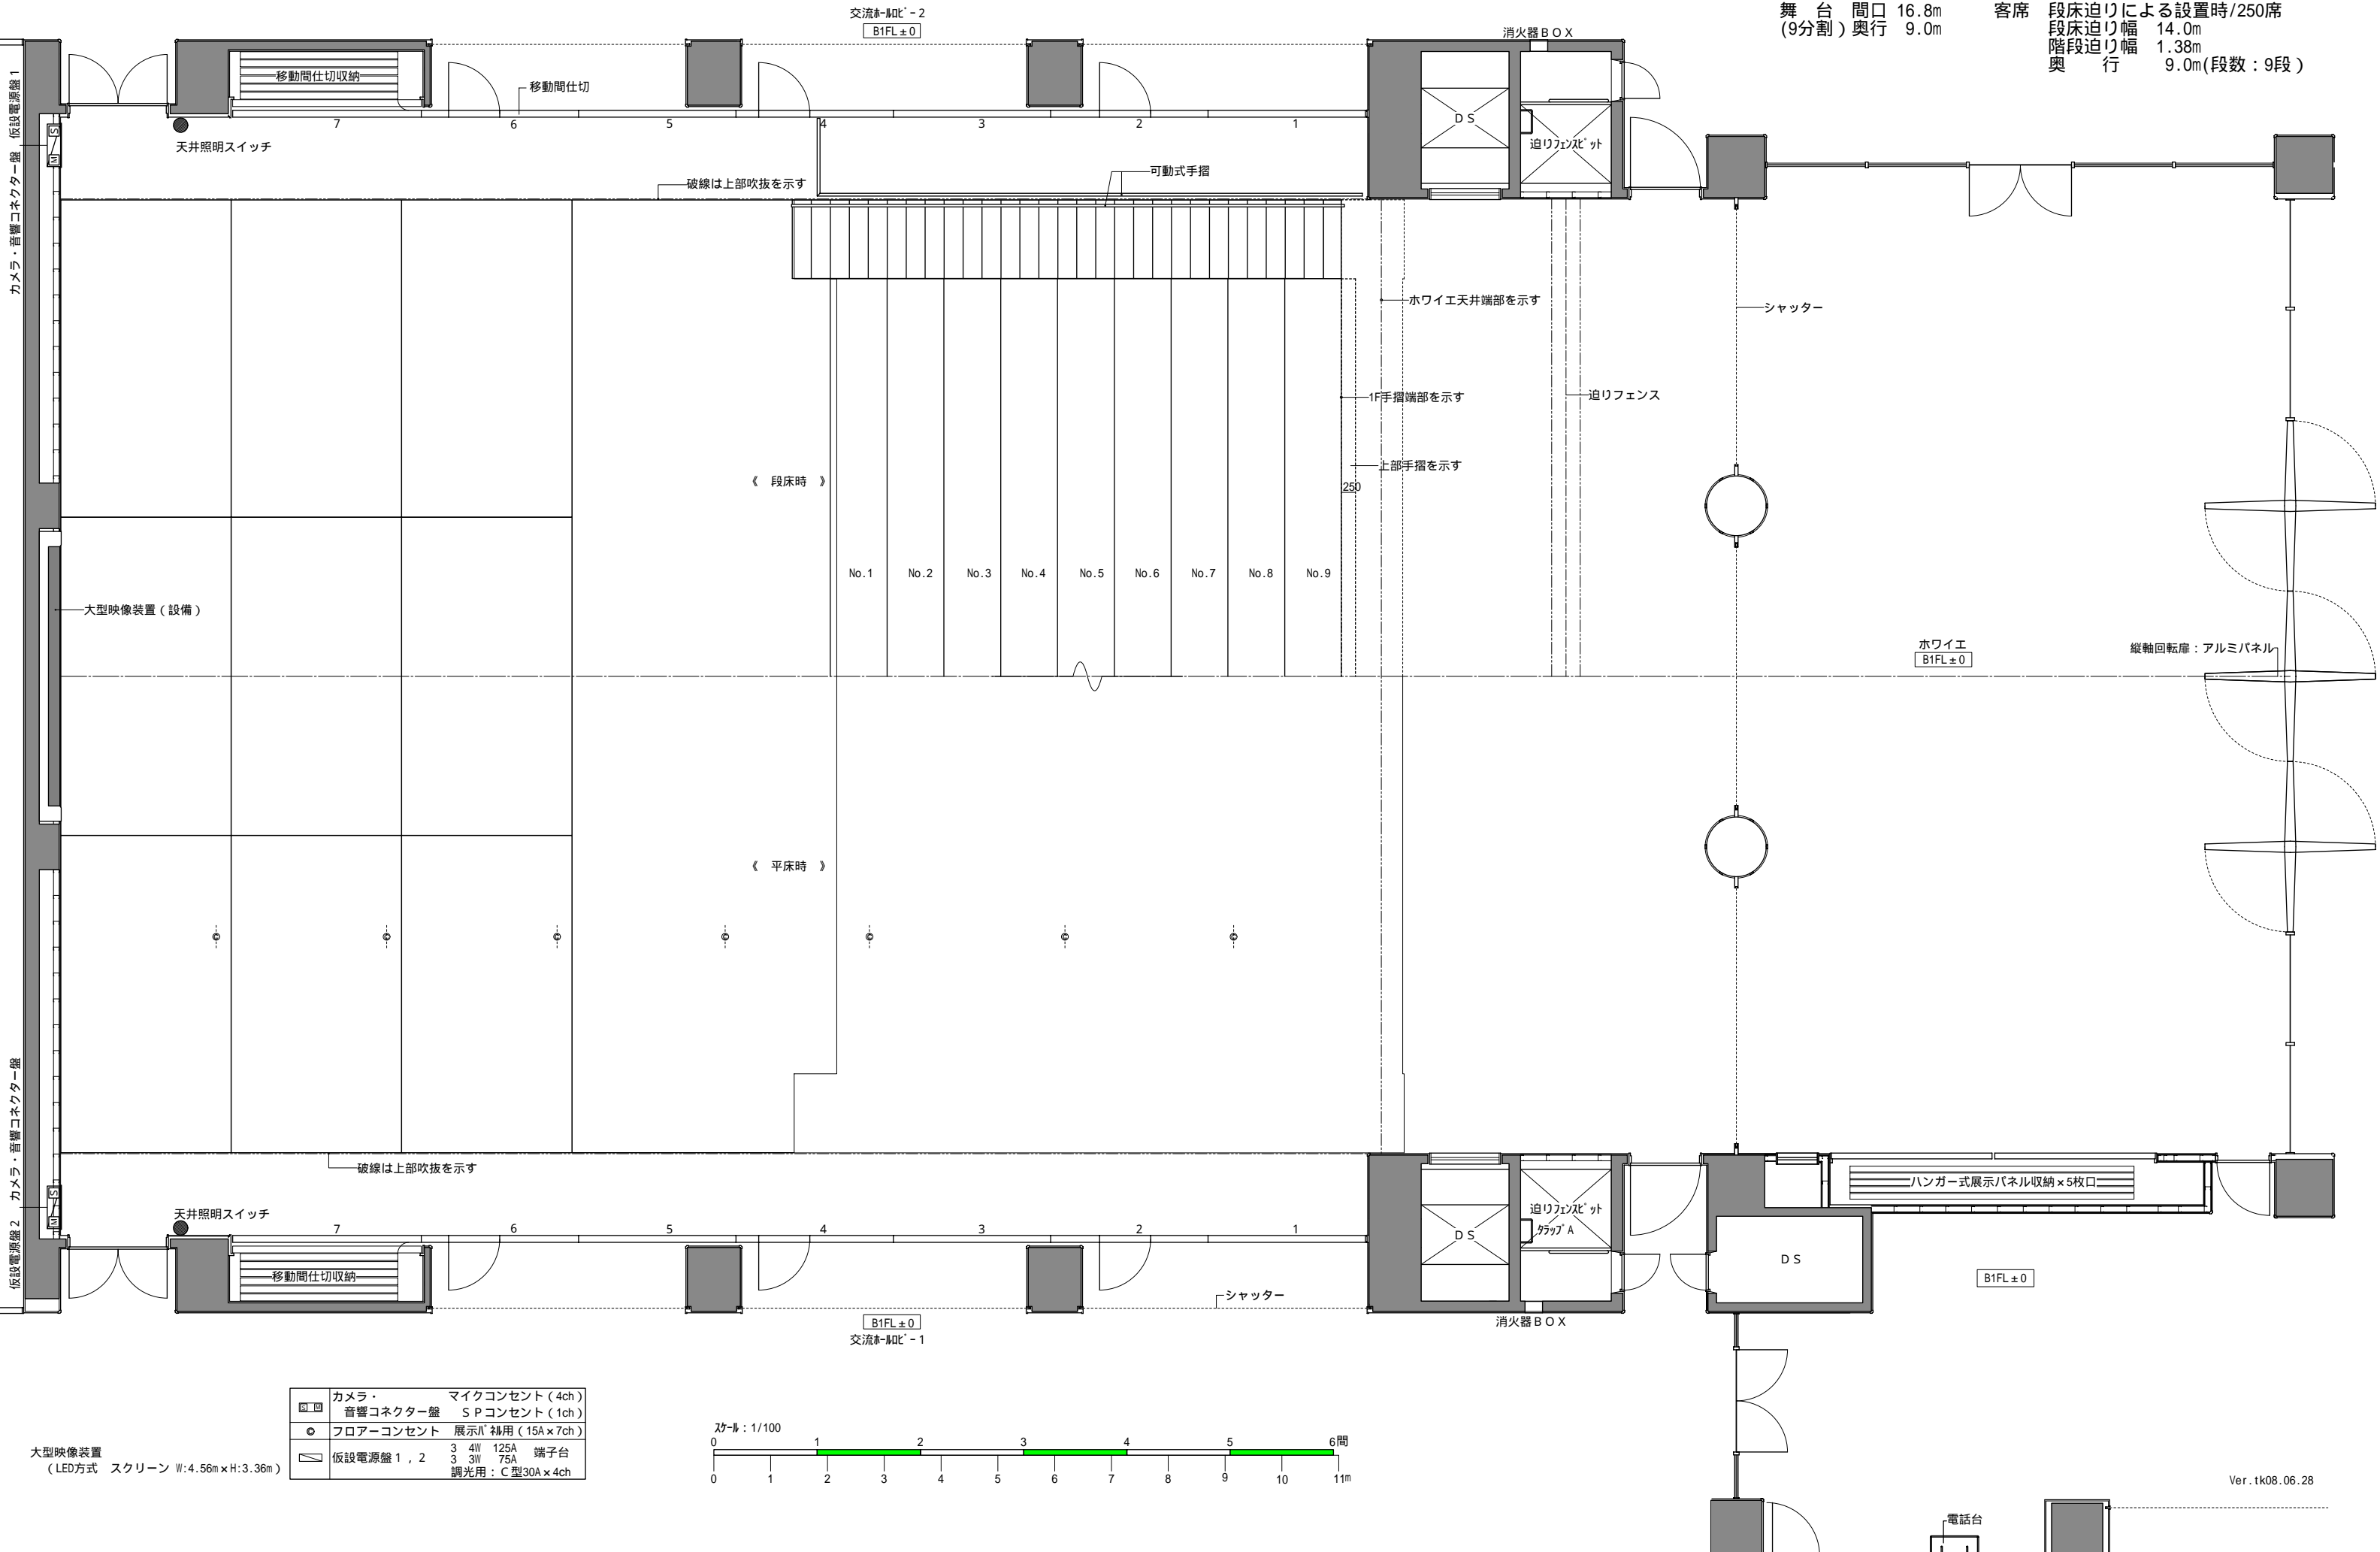 舞　台　間口 16.8m
(9分割)奥行　9.0m
客席　段床迫りによる設置時/250席
段床迫り幅　14.0m
階段迫り幅　1.38m
奥　　行　　9.0m(段数：9段)
交流ﾎｰﾙﾛﾋﾞｰ2
B1FL±0
消火器ＢＯＸ
仮設電源盤1
カメラ・音響コネクター盤
S
M
移動間仕切収納
移動間仕切
天井照明スイッチ
7
6
5
4
3
2
1
ＤＳ
迫りﾌｪﾝｽﾋﾟｯﾄ
破線は上部吹抜を示す
可動式手摺
ホワイエ天井端部を示す
シャッター
1F手摺端部を示す
迫りフェンス
上部手摺を示す
《　段床時　》
250
No.1
No.2
No.3
No.4
No.5
No.6
No.7
No.8
No.9
大型映像装置（設備）
ホワイエ
B1FL±0
縦軸回転扉：アルミパネル
《　平床時　》
カメラ・音響コネクター盤
仮設電源盤2
S
M
破線は上部吹抜を示す
天井照明スイッチ
7
6
5
4
3
2
1
移動間仕切収納
ＤＳ
迫りﾌｪﾝｽﾋﾟｯﾄ
ﾀﾗｯﾌﾟA
ハンガー式展示パネル収納×5枚口
ＤＳ
B1FL±0
シャッター
消火器ＢＯＸ
B1FL±0
交流ﾎｰﾙﾛﾋﾞｰ1
S M
カメラ・　　マイクコンセント（4ch）
音響コネクター盤　ＳＰコンセント（1ch）
◎ フロアーコンセント　展示ﾊﾟﾈﾙ用（15A×7ch）
仮設電源盤１，２
3 4W 125A
3 3W 75A
端子台
調光用：Ｃ型30A×4ch
大型映像装置
（LED方式　スクリーン W:4.56m×H:3.36m）
ｽｹｰﾙ：1/100
0 1 2 3 4 5 6間
0 1 2 3 4 5 6 7 8 9 10 11m
Ver.tk08.06.28
電話台